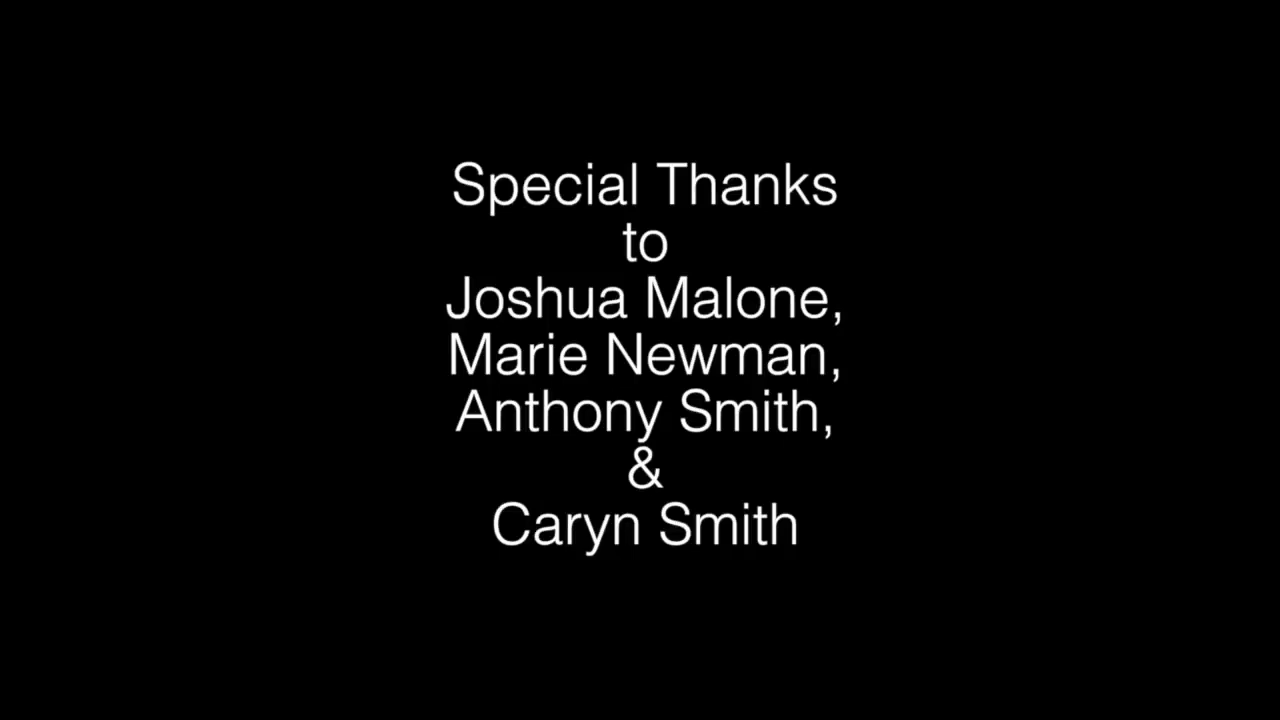 Special Thanks
to
Joshua Malone,
Marie Newman,
Anthony Smith,
&
Caryn Smith